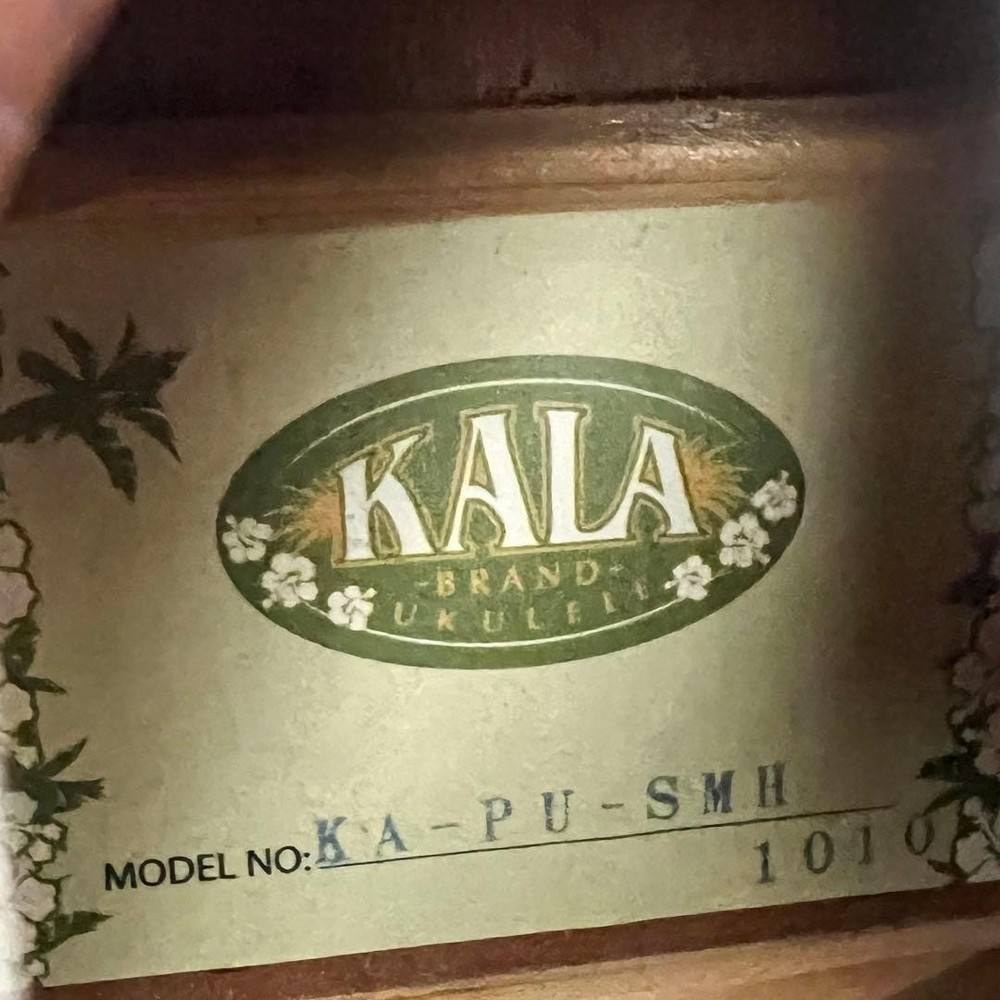 KALA
-BRAND-
UKULELE
MODEL NO: KA-PU-SMH
1010